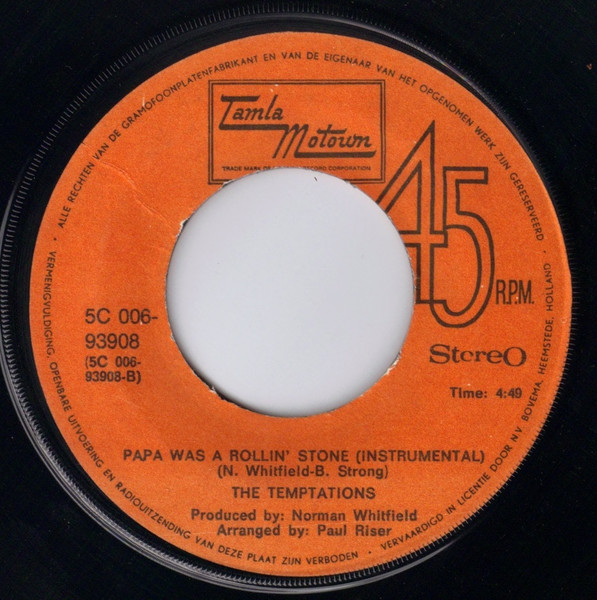 ALLE RECHTEN VAN DE GRAMOFOONPLATENFABRIKANT EN VAN DE EIGENAAR VAN HET OPGENOMEN WERK ZIJN GERESERVEERD
Tamla
Motown
TRADE MARK OF RECORD CORPORATION
45
R.P.M.
5C 006-
93908
(5C 006-
93908-B)
Stereo
Time: 4:49
PAPA WAS A ROLLIN' STONE (INSTRUMENTAL)
(N. Whitfield-B. Strong)
THE TEMPTATIONS
Produced by: Norman Whitfield
Arranged by: Paul Riser
· VERMENIGVULDIGING, OPENBARE UITVOERING EN RADIOUITZENDING VAN DEZE PLAAT ZIJN VERBODEN · VERVAARDIGD IN LICENTIE DOOR N.V. BOVEMA, HEEMSTEDE, HOLLAND ·